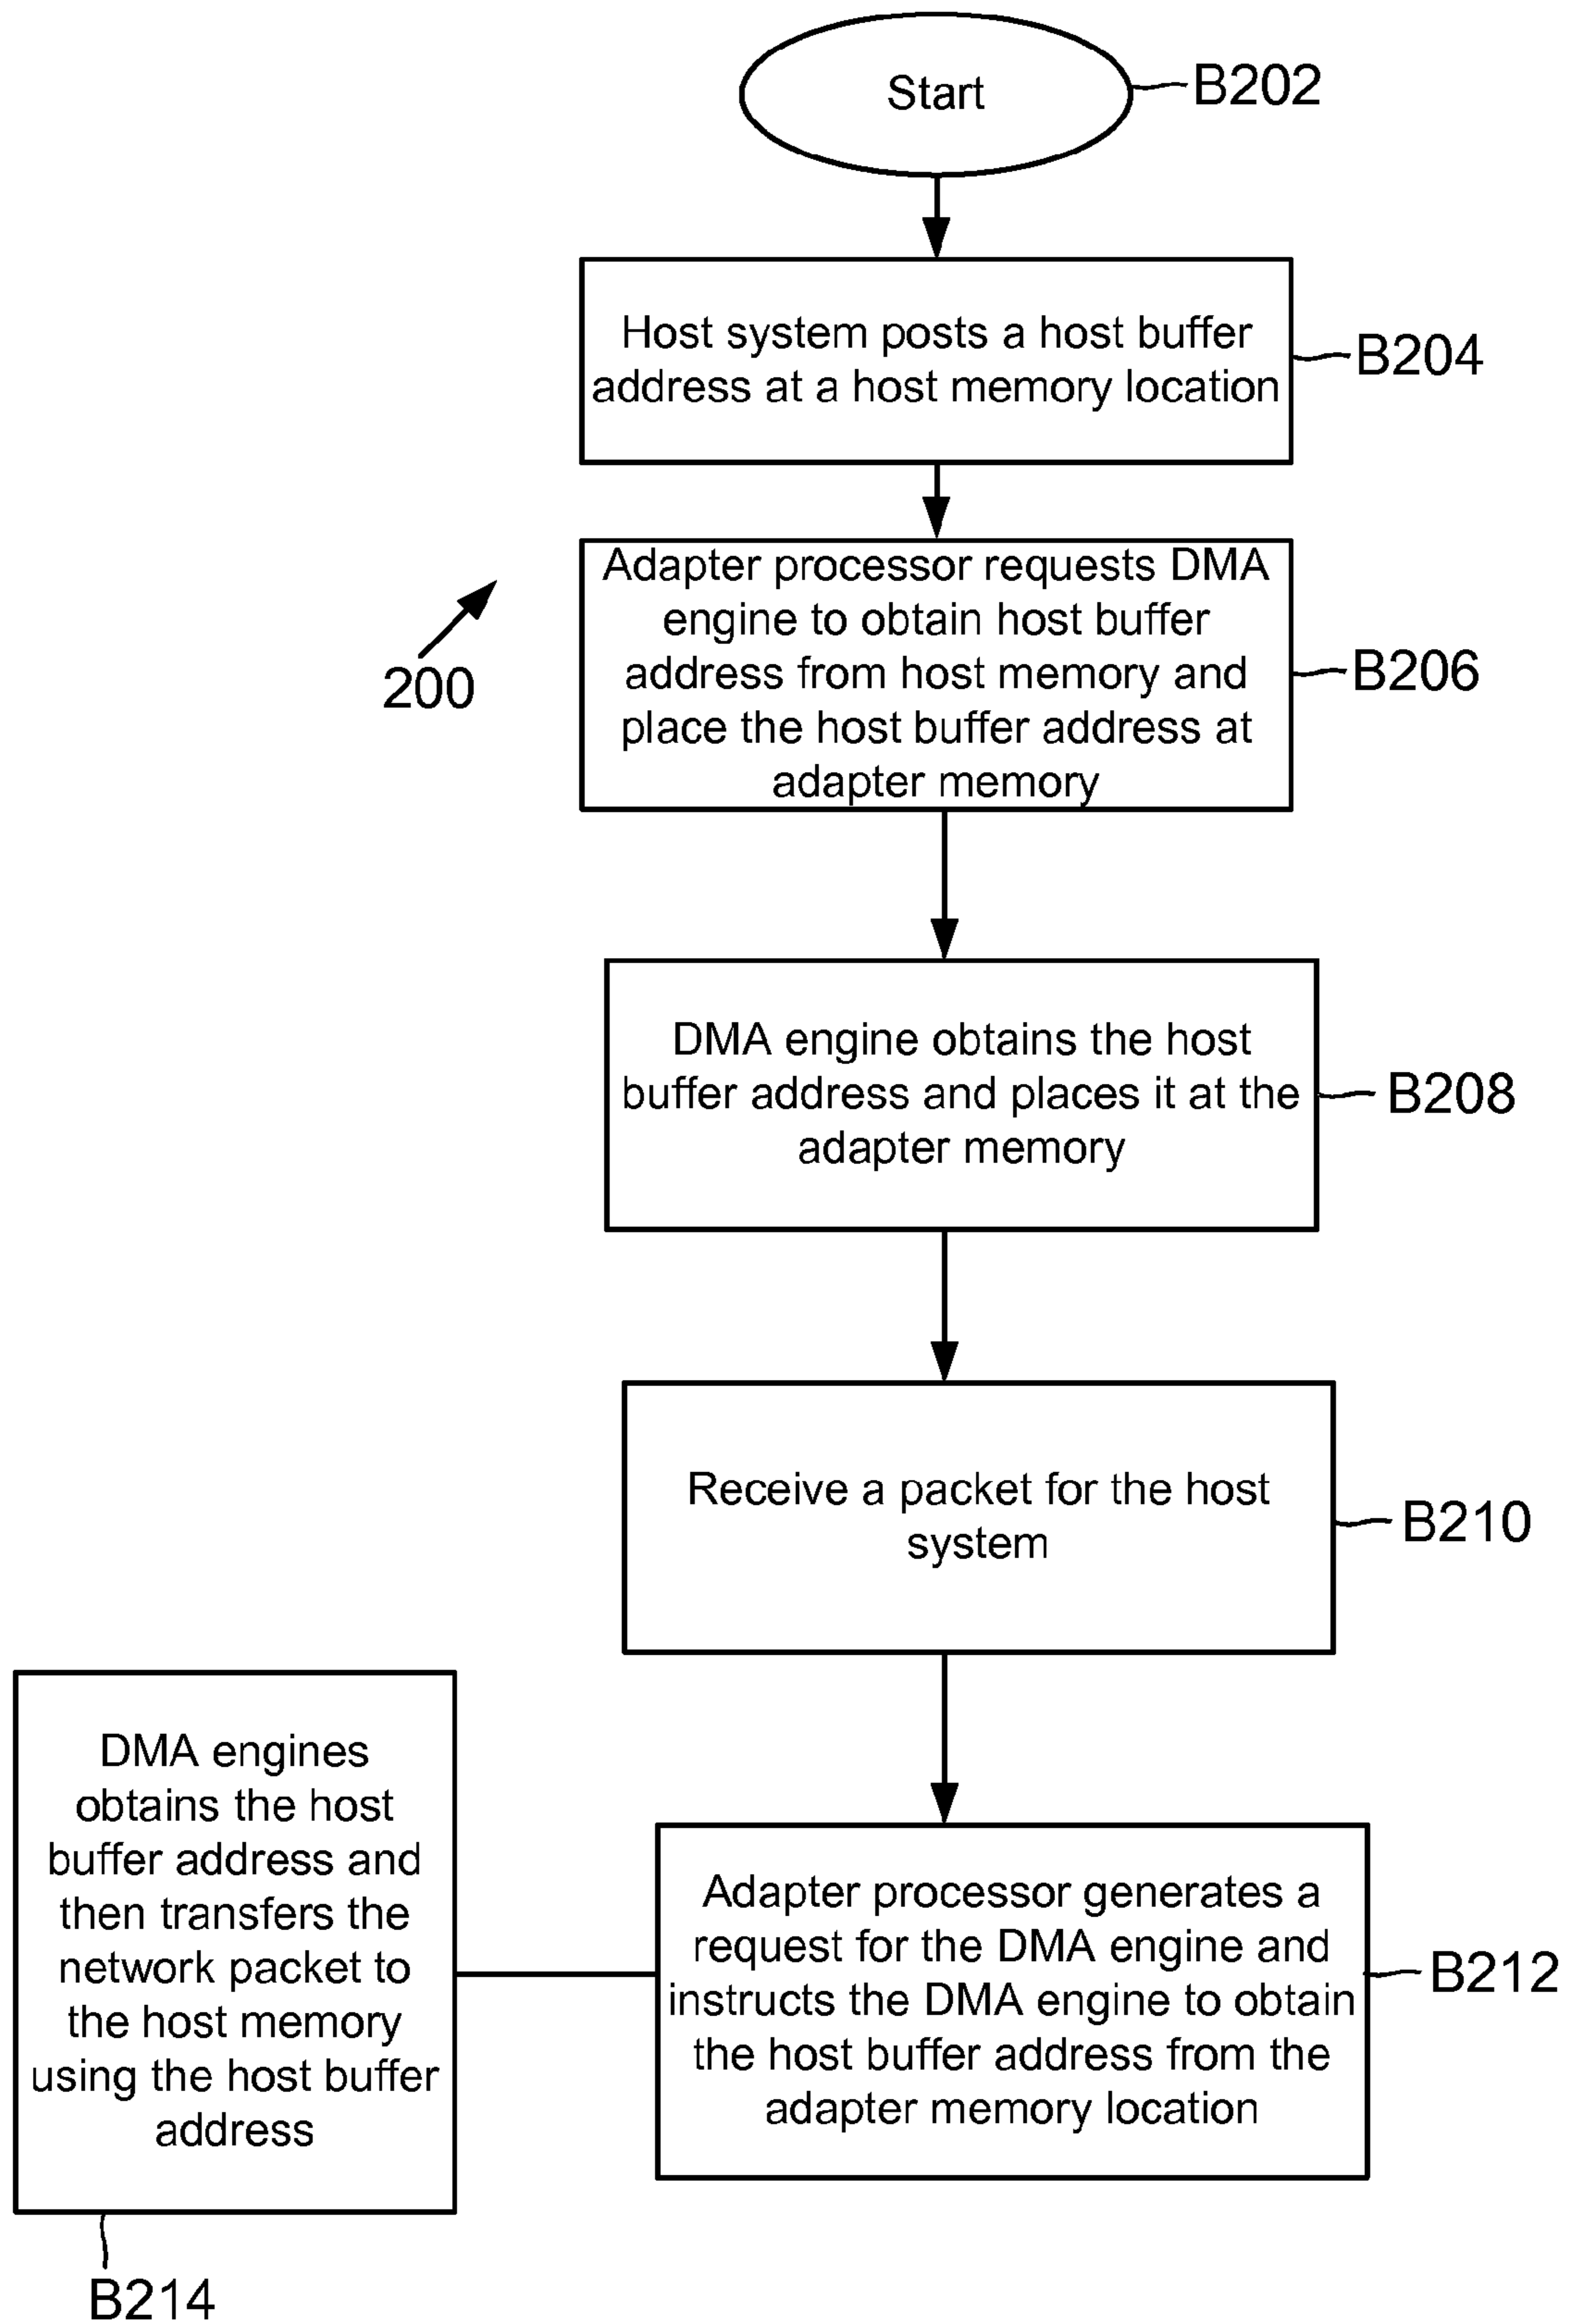 Start
B202
Host system posts a host buffer
address at a host memory location
B204
Adapter processor requests DMA
engine to obtain host buffer
address from host memory and
place the host buffer address at
adapter memory
B206
200
DMA engine obtains the host
buffer address and places it at the
adapter memory
B208
Receive a packet for the host
system
B210
Adapter processor generates a
request for the DMA engine and
instructs the DMA engine to obtain
the host buffer address from the
adapter memory location
B212
DMA engines
obtains the host
buffer address and
then transfers the
network packet to
the host memory
using the host buffer
address
B214